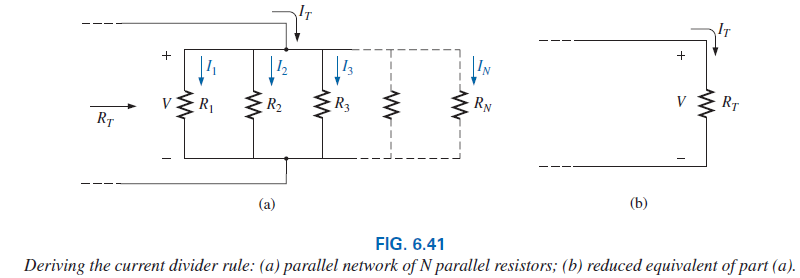 I_T
I_T
+ I_1 I_2 I_3 I_N +
V R_1 R_2 R_3 R_N V R_T
R_T
– –
(a) (b)
FIG. 6.41
Deriving the current divider rule: (a) parallel network of N parallel resistors; (b) reduced equivalent of part (a).